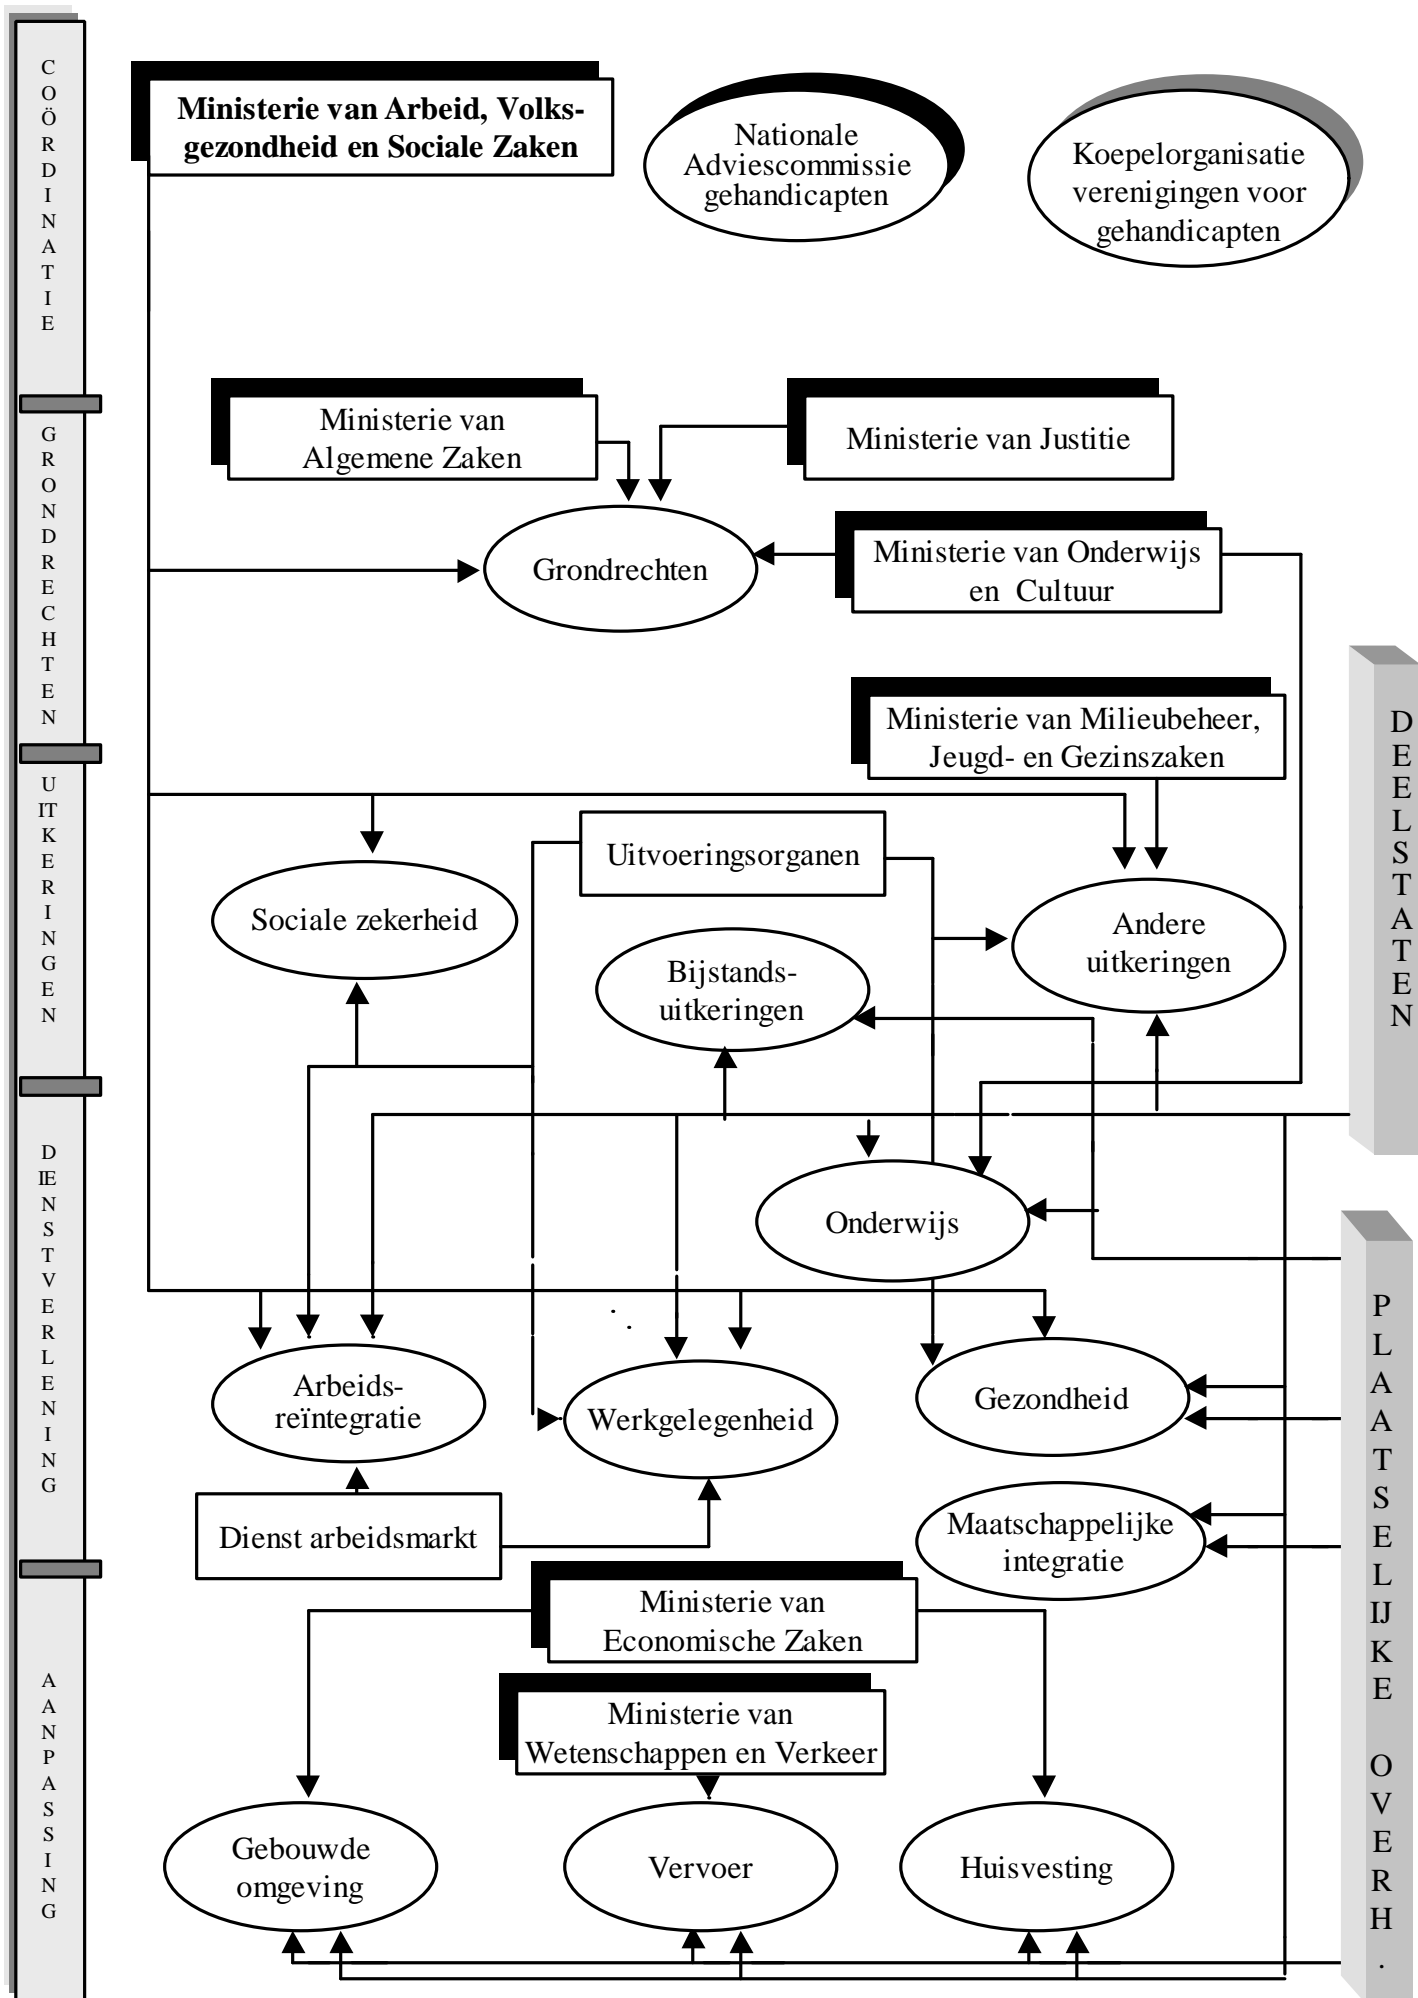 COÖRDINATIE
Ministerie van Arbeid, Volks-
gezondheid en Sociale Zaken
Nationale
Adviescommissie
gehandicapten
Koepelorganisatie
verenigingen voor
gehandicapten
GRONDRECHTEN
Ministerie van
Algemene Zaken
Ministerie van Justitie
Grondrechten
Ministerie van Onderwijs
en Cultuur
Ministerie van Milieubeheer,
Jeugd- en Gezinszaken
DEELSTATEN
UITKERINGEN
Uitvoeringsorganen
Sociale zekerheid
Andere
uitkeringen
Bijstands-
uitkeringen
DIENSTVERLENING
Onderwijs
PLAATSELIJKE OVERH.
Arbeids-
reïntegratie
Werkgelegenheid
Gezondheid
Dienst arbeidsmarkt
Maatschappelijke
integratie
AANPASSING
Ministerie van
Economische Zaken
Ministerie van
Wetenschappen en Verkeer
Gebouwde
omgeving
Vervoer
Huisvesting